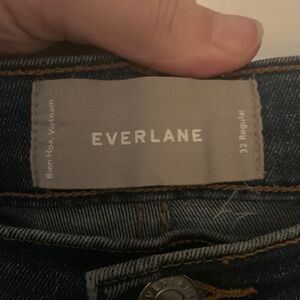 Bien Hoa, Vietnam
EVERLANE
32 Regular